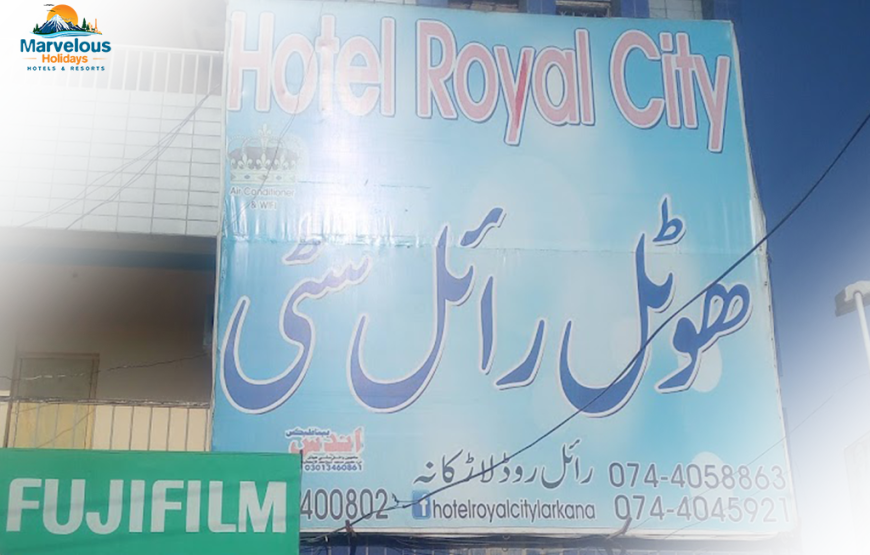 Marvelous
Holidays
HOTELS & RESORTS
Hotel Royal City
Air Conditioner
& Wifi
ھوٹل رائل سٹی
03013460861
رائل روڈ لاڑکانہ 074-4058863
400802 hotelroyalcitylarkana 074-4045921
FUJIFILM